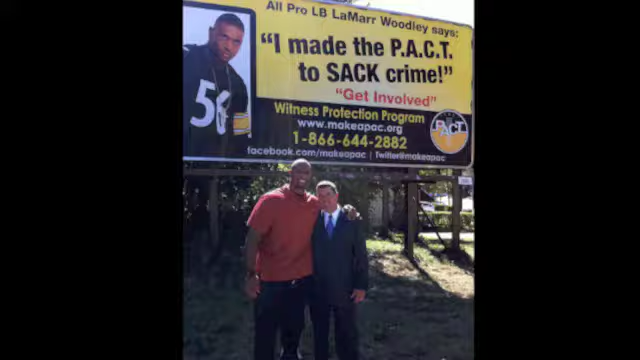 All Pro LB LaMarr Woodley says:
"I made the P.A.C.T.
to SACK crime!"
"Get Involved"
Witness Protection Program
www.makeapac.org
1-866-644-2882
facebook.com/makeapac | Twitter#makeapac
56
PACT